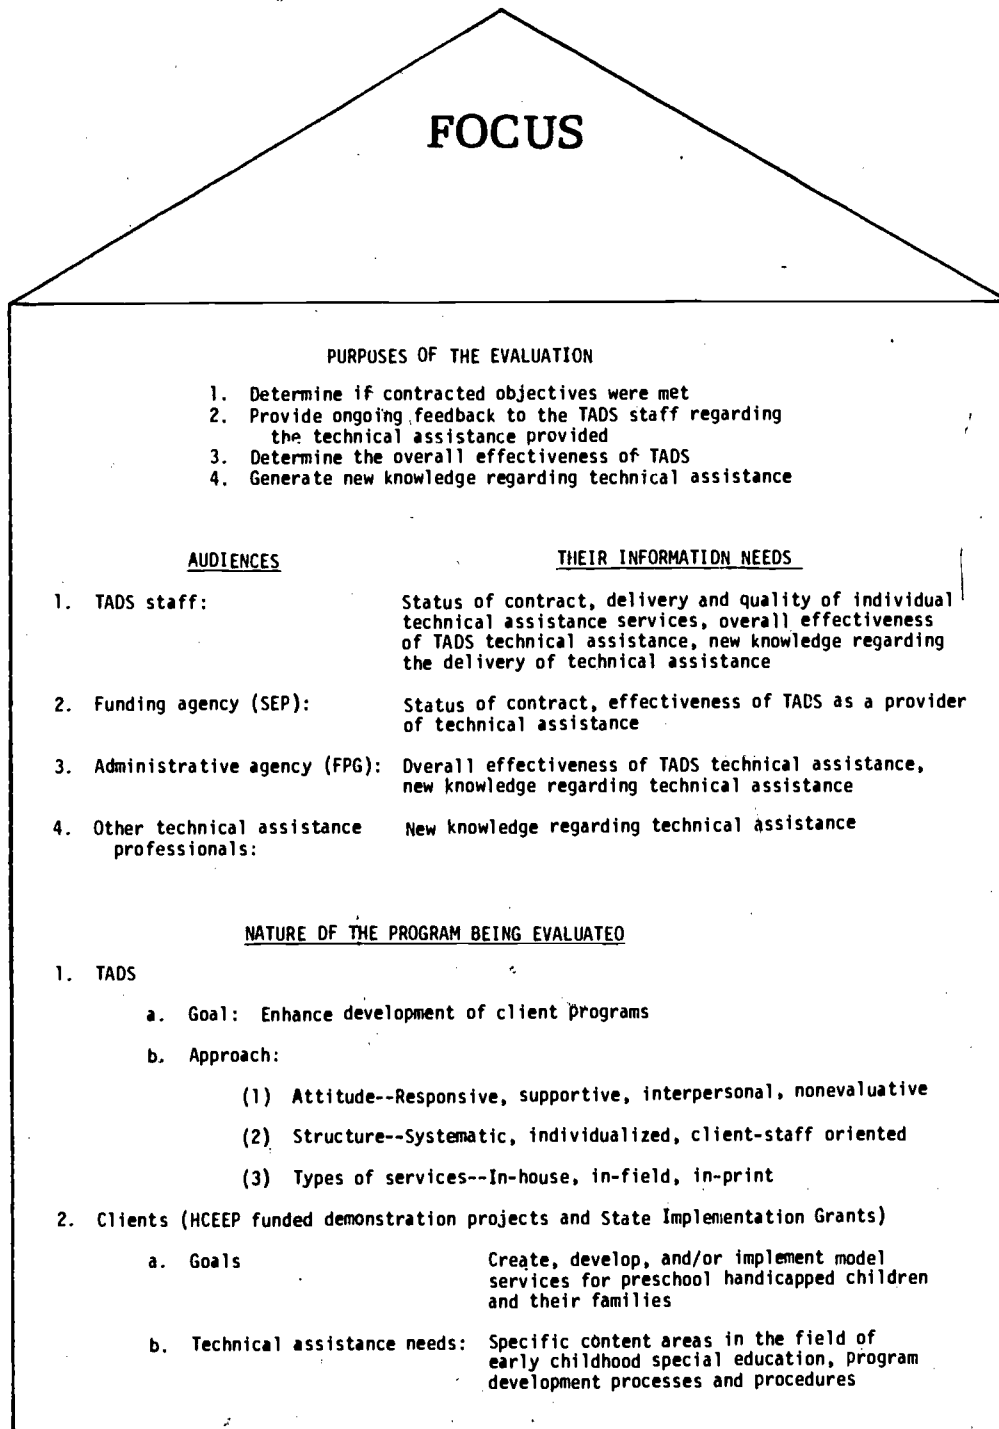 FOCUS
PURPOSES OF THE EVALUATION
1. Determine if contracted objectives were met
2. Provide ongoing feedback to the TADS staff regarding
the technical assistance provided
3. Determine the overall effectiveness of TADS
4. Generate new knowledge regarding technical assistance
AUDIENCES THEIR INFORMATION NEEDS
1. TADS staff: Status of contract, delivery and quality of individual
technical assistance services, overall effectiveness
of TADS technical assistance, new knowledge regarding
the delivery of technical assistance
2. Funding agency (SEP): Status of contract, effectiveness of TADS as a provider
of technical assistance
3. Administrative agency (FPG): Overall effectiveness of TADS technical assistance,
new knowledge regarding technical assistance
4. Other technical assistance New knowledge regarding technical assistance
professionals:
NATURE OF THE PROGRAM BEING EVALUATED
1. TADS
a. Goal: Enhance development of client programs
b. Approach:
(1) Attitude--Responsive, supportive, interpersonal, nonevaluative
(2) Structure--Systematic, individualized, client-staff oriented
(3) Types of services--In-house, in-field, in-print
2. Clients (HCEEP funded demonstration projects and State Implementation Grants)
a. Goals Create, develop, and/or implement model
services for preschool handicapped children
and their families
b. Technical assistance needs: Specific content areas in the field of
early childhood special education, program
development processes and procedures